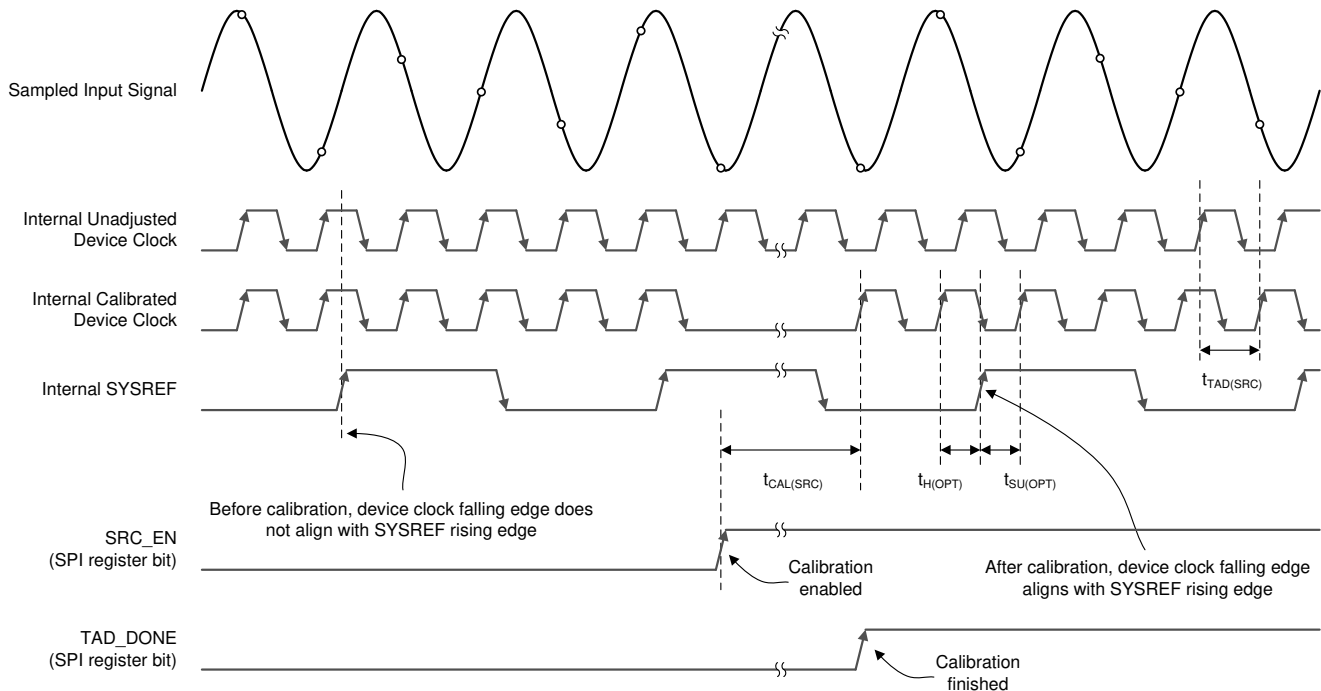 Sampled Input Signal
Internal Unadjusted
Device Clock
Internal Calibrated
Device Clock
tTAD(SRC)
Internal SYSREF
tCAL(SRC)
tH(OPT)
tSU(OPT)
Before calibration, device clock falling edge does
not align with SYSREF rising edge
SRC_EN
(SPI register bit)
Calibration
enabled
After calibration, device clock falling edge
aligns with SYSREF rising edge
TAD_DONE
(SPI register bit)
Calibration
finished